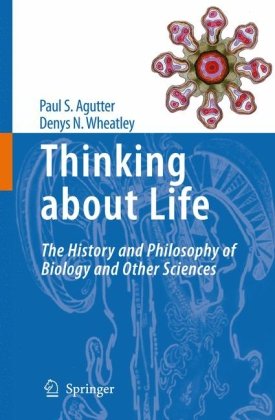 Paul S. Agutter
Denys N. Wheatley
Thinking
about Life
The History and Philosophy of
Biology and Other Sciences
Springer